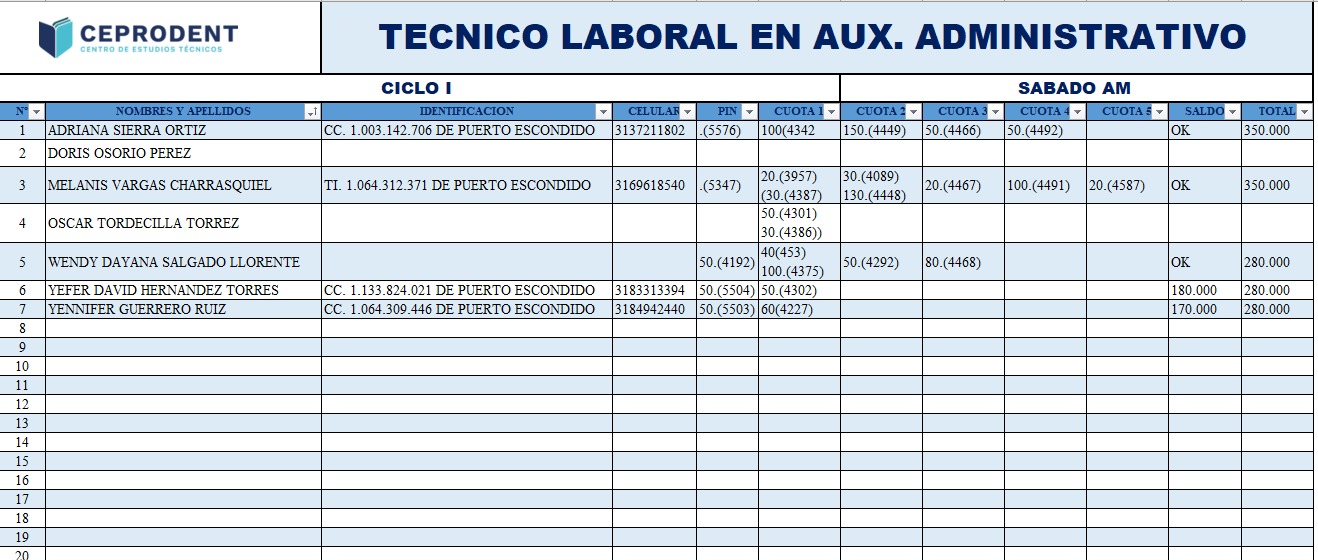 CEPRODENT
CENTRO DE ESTUDIOS TÉCNICOS
TECNICO LABORAL EN AUX. ADMINISTRATIVO
CICLO I SABADO AM
Nº NOMBRES Y APELLIDOS IDENTIFICACION CELULAR PIN CUOTA 1 CUOTA 2 CUOTA 3 CUOTA 4 CUOTA 5 SALDO TOTAL
1 ADRIANA SIERRA ORTIZ CC. 1.003.142.706 DE PUERTO ESCONDIDO 3137211802 .(5576) 100(4342 150.(4449) 50.(4466) 50.(4492) OK 350.000
2 DORIS OSORIO PEREZ
3 MELANIS VARGAS CHARRASQUIEL TI. 1.064.312.371 DE PUERTO ESCONDIDO 3169618540 .(5347) 20.(3957) (30.(4387) 30.(4089) 130.(4448) 20.(4467) 100.(4491) 20.(4587) OK 350.000
4 OSCAR TORDECILLA TORREZ 50.(4301) 30.(4386))
5 WENDY DAYANA SALGADO LLORENTE 50.(4192) 40(453) 100.(4375) 50.(4292) 80.(4468) OK 280.000
6 YEFER DAVID HERNANDEZ TORRES CC. 1.133.824.021 DE PUERTO ESCONDIDO 3183313394 50.(5504) 50.(4302) 180.000 280.000
7 YENNIFER GUERRERO RUIZ CC. 1.064.309.446 DE PUERTO ESCONDIDO 3184942440 50.(5503) 60(4227) 170.000 280.000
8
9
10
11
12
13
14
15
16
17
18
19
20